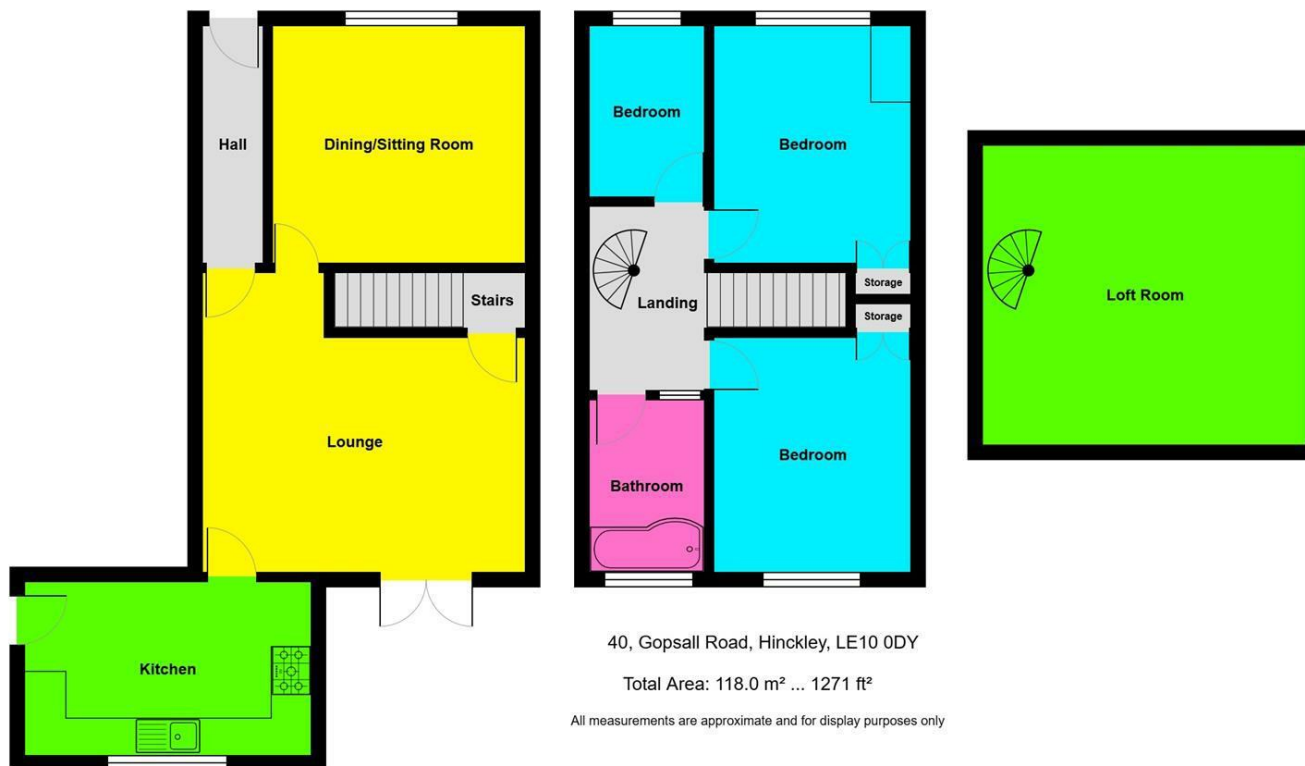 Hall
Dining/Sitting Room
Stairs
Lounge
Kitchen
Bedroom
Bedroom
Storage
Storage
Landing
Bathroom
Bedroom
Loft Room
40, Gopsall Road, Hinckley, LE10 0DY
Total Area: 118.0 m² ... 1271 ft²
All measurements are approximate and for display purposes only